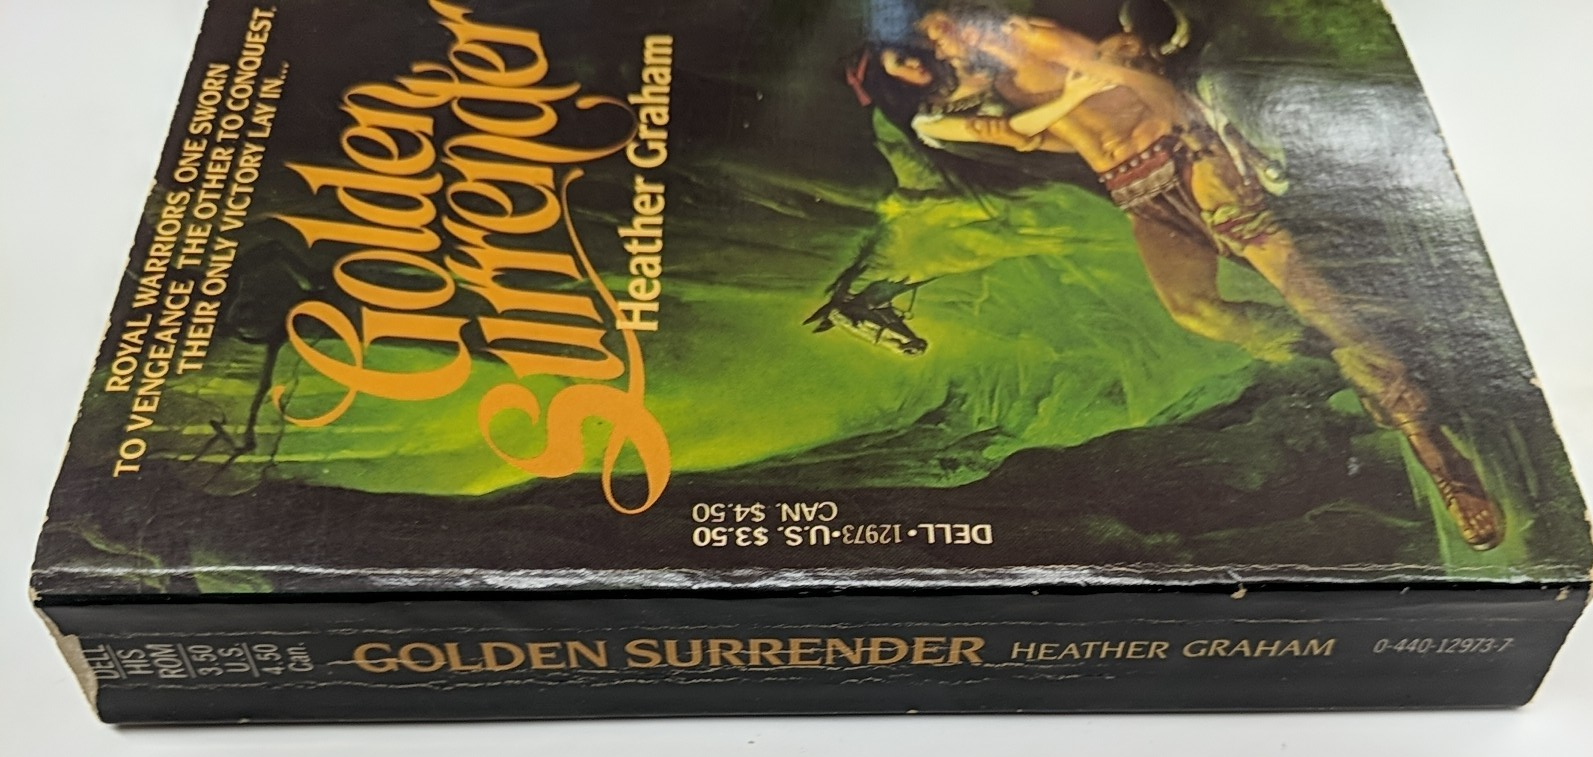 ROYAL WARRIORS, ONE SWORN
TO VENGEANCE, THE OTHER TO CONQUEST.
THEIR ONLY VICTORY LAY IN...
Golden
Surrender
Heather Graham
DELL•12973•U.S. $3.50
CAN. $4.50
DELL
HIS
ROM
3.50
U.S.
4.50
Can.
GOLDEN SURRENDER HEATHER GRAHAM 0-440-12973-7